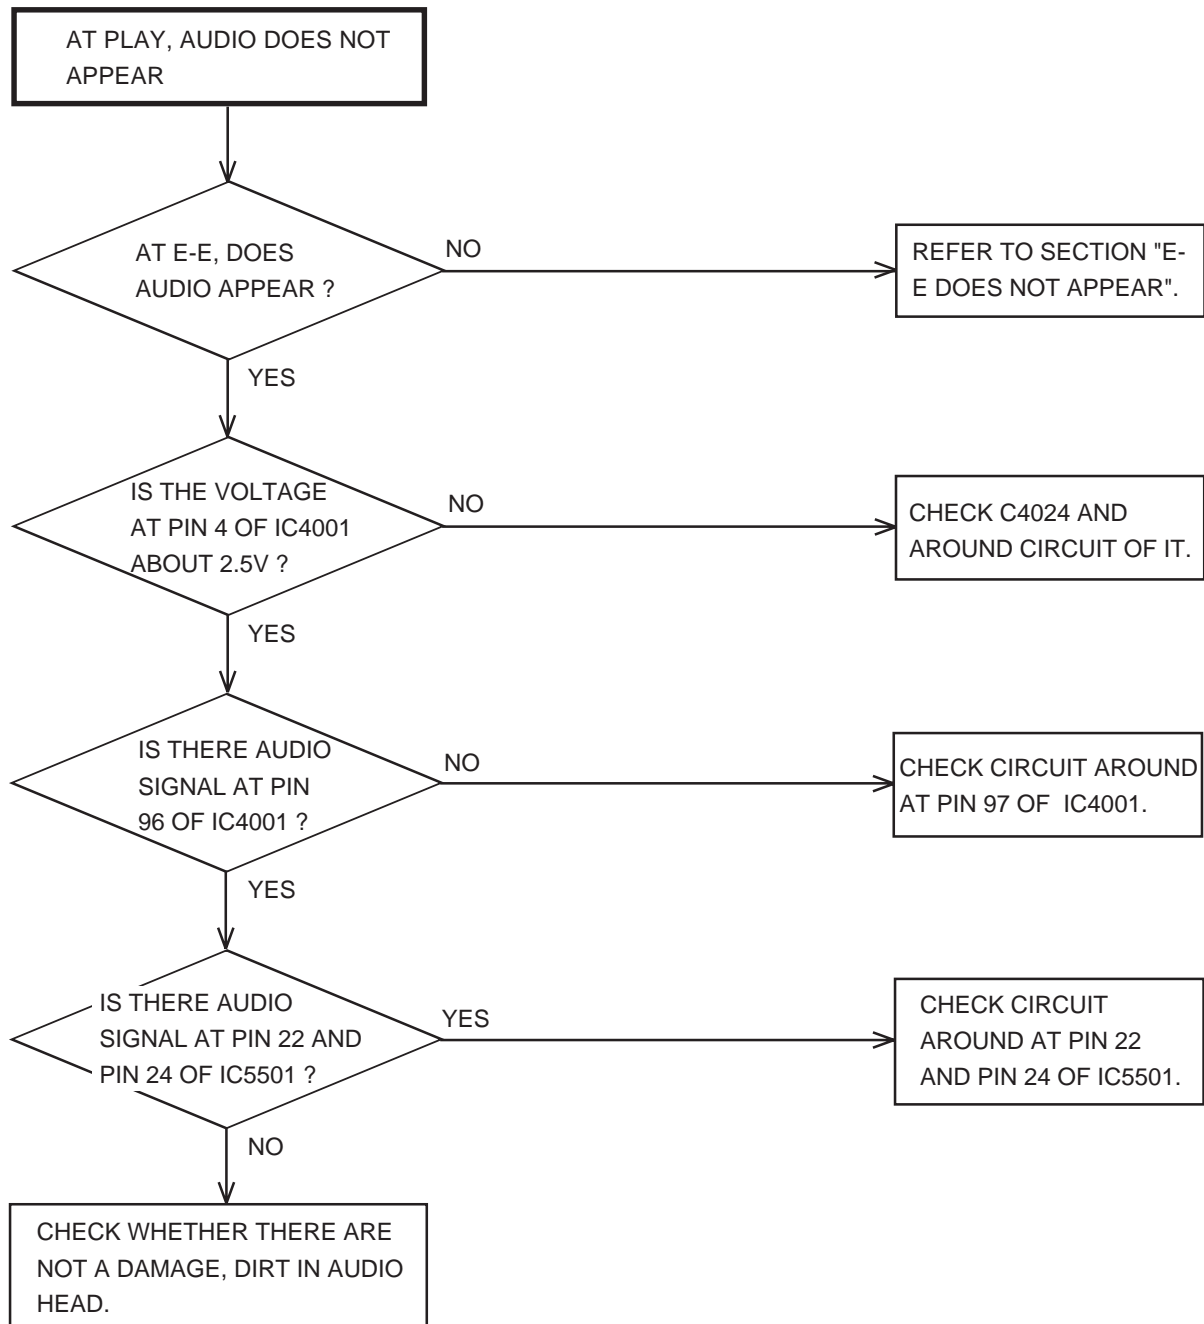 AT PLAY, AUDIO DOES NOT
APPEAR
AT E-E, DOES
AUDIO APPEAR ?
NO
REFER TO SECTION "E-
E DOES NOT APPEAR".
YES
IS THE VOLTAGE
AT PIN 4 OF IC4001
ABOUT 2.5V ?
NO
CHECK C4024 AND
AROUND CIRCUIT OF IT.
YES
IS THERE AUDIO
SIGNAL AT PIN
96 OF IC4001 ?
NO
CHECK CIRCUIT AROUND
AT PIN 97 OF  IC4001.
YES
IS THERE AUDIO
SIGNAL AT PIN 22 AND
PIN 24 OF IC5501 ?
YES
CHECK CIRCUIT
AROUND AT PIN 22
AND PIN 24 OF IC5501.
NO
CHECK WHETHER THERE ARE
NOT A DAMAGE, DIRT IN AUDIO
HEAD.